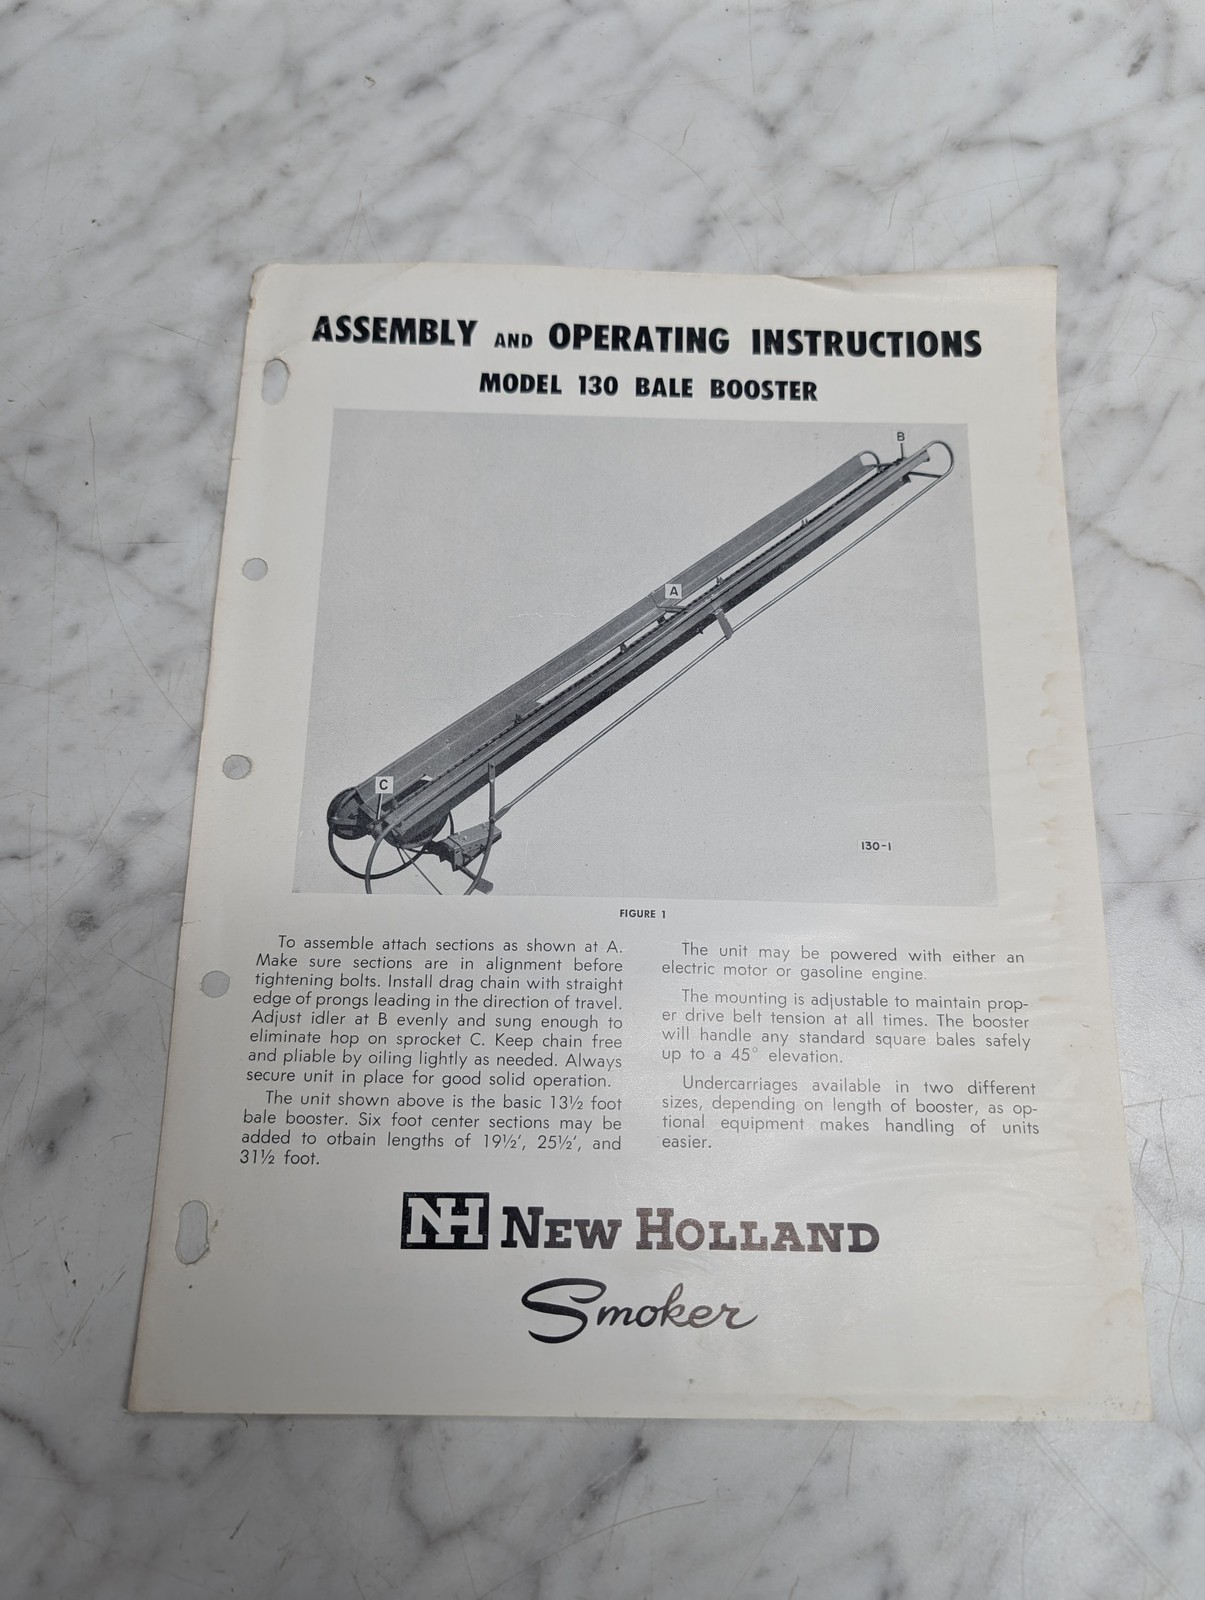 ASSEMBLY AND OPERATING INSTRUCTIONS
MODEL 130 BALE BOOSTER
B
A
C
130-1
FIGURE 1
To assemble attach sections as shown at A.
Make sure sections are in alignment before
tightening bolts. Install drag chain with straight
edge of prongs leading in the direction of travel.
Adjust idler at B evenly and sung enough to
eliminate hop on sprocket C. Keep chain free
and pliable by oiling lightly as needed. Always
secure unit in place for good solid operation.
The unit shown above is the basic 13½ foot
bale booster. Six foot center sections may be
added to otbain lengths of 19½', 25½', and
31½ foot.
The unit may be powered with either an
electric motor or gasoline engine.
The mounting is adjustable to maintain prop-
er drive belt tension at all times. The booster
will handle any standard square bales safely
up to a 45° elevation.
Undercarriages available in two different
sizes, depending on length of booster, as op-
tional equipment makes handling of units
easier.
NH NEW HOLLAND
Smoker